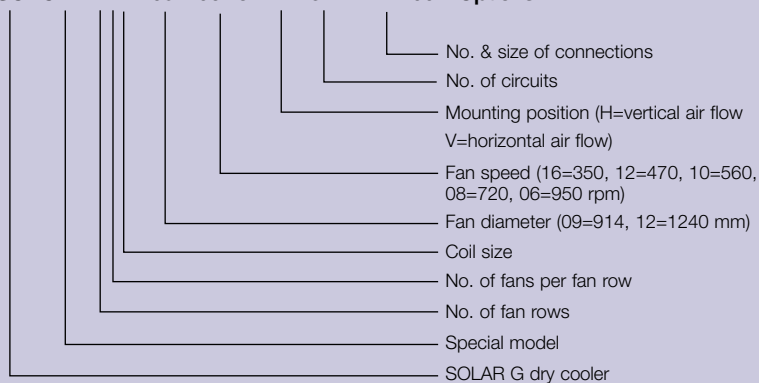 No. & size of connections
No. of circuits
Mounting position (H=vertical air flow
V=horizontal air flow)
Fan speed (16=350, 12=470, 10=560,
08=720, 06=950 rpm)
Fan diameter (09=914, 12=1240 mm)
Coil size
No. of fans per fan row
No. of fan rows
Special model
SOLAR G dry cooler